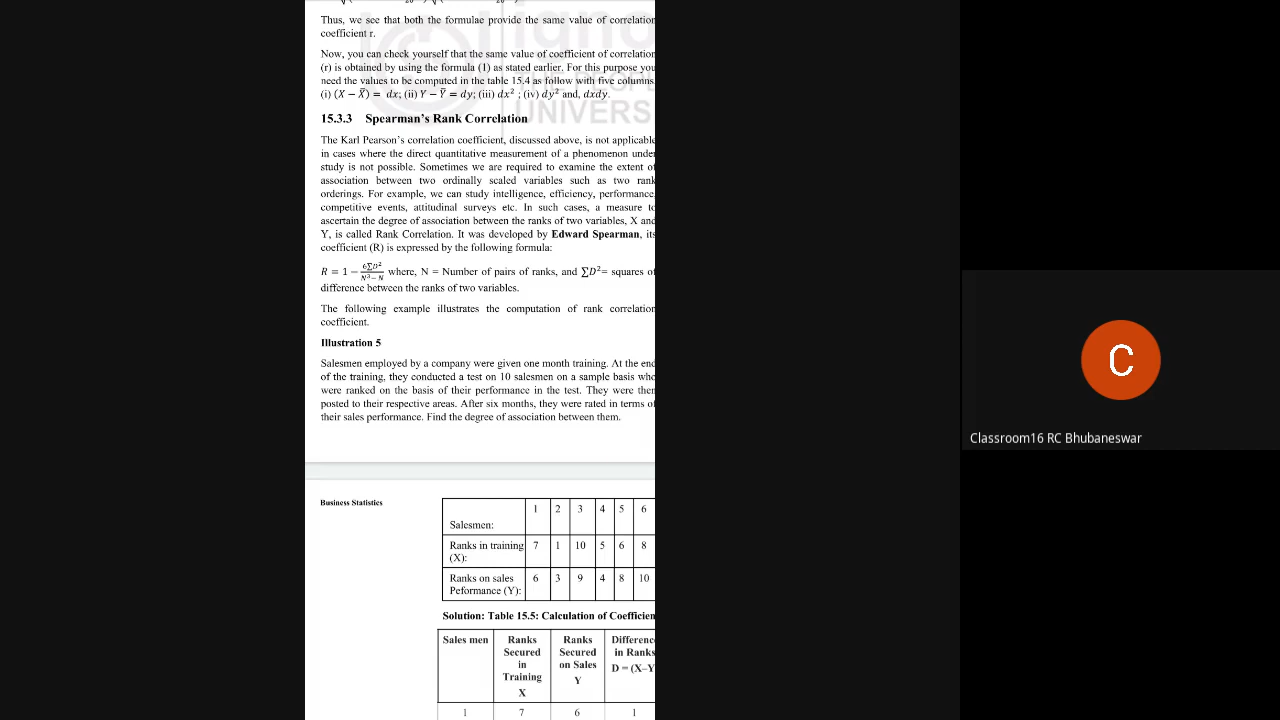 Thus, we see that both the formulae provide the same value of correlation
coefficient r.
Now, you can check yourself that the same value of coefficient of correlation
(r) is obtained by using the formula (1) as stated earlier. For this purpose you
need the values to be computed in the table 15.4 as follow with five columns
(i) (X − X̄) = dx; (ii) Y − Ȳ = dy; (iii) dx² ; (iv) dy² and, dxdy.
15.3.3 Spearman's Rank Correlation
The Karl Pearson's correlation coefficient, discussed above, is not applicable
in cases where the direct quantitative measurement of a phenomenon under
study is not possible. Sometimes we are required to examine the extent of
association between two ordinally scaled variables such as two rank
orderings. For example, we can study intelligence, efficiency, performance,
competitive events, attitudinal surveys etc. In such cases, a measure to
ascertain the degree of association between the ranks of two variables, X and
Y, is called Rank Correlation. It was developed by Edward Spearman, its
coefficient (R) is expressed by the following formula:
R = 1 − 6∑D²/N³− N where, N = Number of pairs of ranks, and ∑D²= squares of
difference between the ranks of two variables.
The following example illustrates the computation of rank correlation
coefficient.
Illustration 5
Salesmen employed by a company were given one month training. At the end
of the training, they conducted a test on 10 salesmen on a sample basis who
were ranked on the basis of their performance in the test. They were then
posted to their respective areas. After six months, they were rated in terms of
their sales performance. Find the degree of association between them.
Business Statistics
Salesmen: 1 2 3 4 5 6
Ranks in training (X): 7 1 10 5 6 8
Ranks on sales Peformance (Y): 6 3 9 4 8 10
Solution: Table 15.5: Calculation of Coefficien
Sales men
Ranks Secured in Training X
Ranks Secured on Sales Y
Difference in Ranks D = (X–Y
1 7 6 1
UNIVERS
C
Classroom16 RC Bhubaneswar